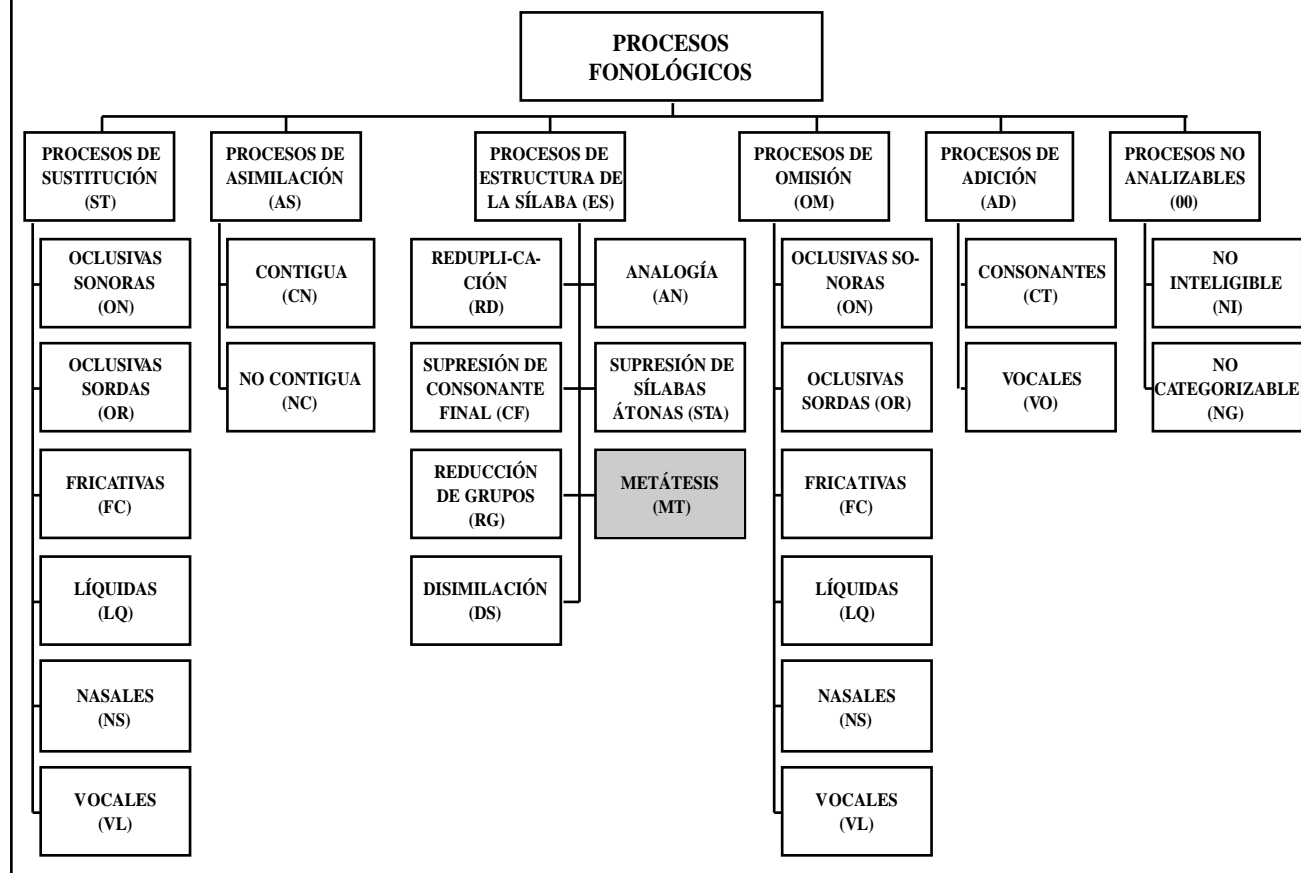 PROCESOS
FONOLÓGICOS
PROCESOS DE
SUSTITUCIÓN
(ST)
OCLUSIVAS
SONORAS
(ON)
OCLUSIVAS
SORDAS
(OR)
FRICATIVAS
(FC)
LÍQUIDAS
(LQ)
NASALES
(NS)
VOCALES
(VL)
PROCESOS DE
ASIMILACIÓN
(AS)
CONTIGUA
(CN)
NO CONTIGUA
(NC)
PROCESOS DE
ESTRUCTURA DE
LA SÍLABA (ES)
REDUPLI-CA-
CIÓN
(RD)
ANALOGÍA
(AN)
SUPRESIÓN DE
CONSONANTE
FINAL (CF)
SUPRESIÓN DE
SÍLABAS
ÁTONAS (STA)
REDUCCIÓN
DE GRUPOS
(RG)
METÁTESIS
(MT)
DISIMILACIÓN
(DS)
PROCESOS DE
OMISIÓN
(OM)
OCLUSIVAS SO-
NORAS
(ON)
OCLUSIVAS
SORDAS (OR)
FRICATIVAS
(FC)
LÍQUIDAS
(LQ)
NASALES
(NS)
VOCALES
(VL)
PROCESOS DE
ADICIÓN
(AD)
CONSONANTES
(CT)
VOCALES
(VO)
PROCESOS NO
ANALIZABLES
(00)
NO
INTELIGIBLE
(NI)
NO
CATEGORIZABLE
(NG)